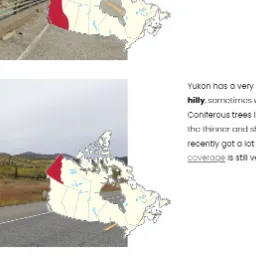 Yukon has a very
hilly, sometimes
Coniferous trees
the thinner and
recently got a lot
coverage is still